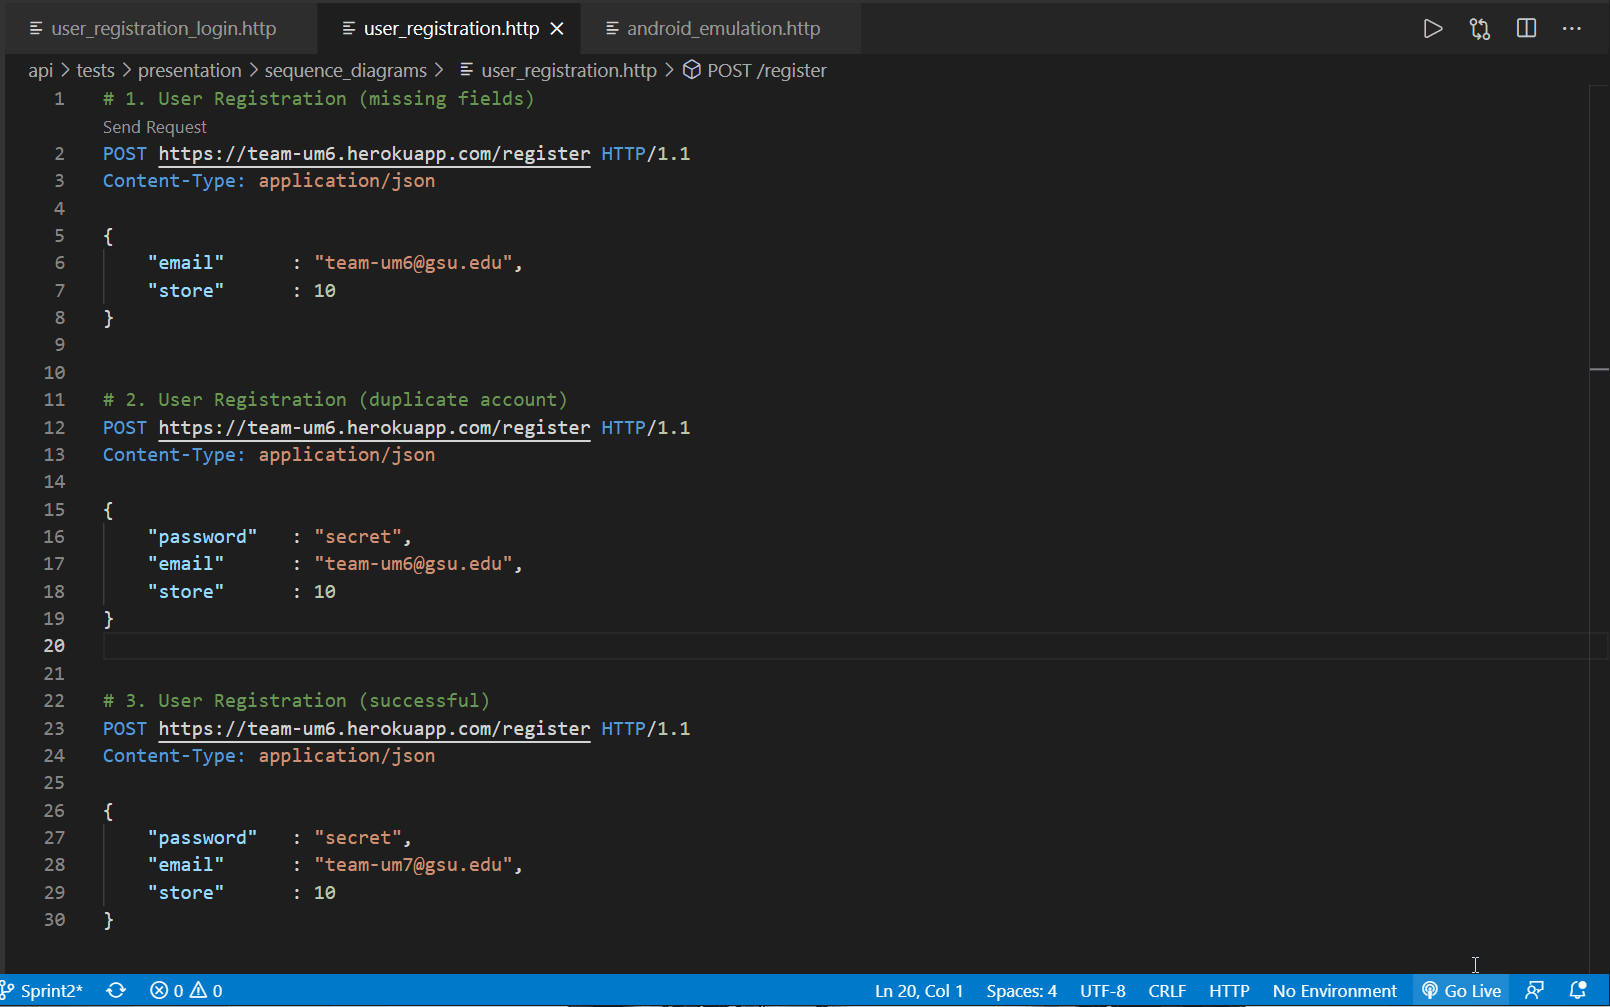 user_registration_login.http user_registration.http android_emulation.http
api > tests > presentation > sequence_diagrams > user_registration.http > POST /register
1 # 1. User Registration (missing fields)
Send Request
2 POST https://team-um6.herokuapp.com/register HTTP/1.1
3 Content-Type: application/json
4
5 {
6 "email" : "team-um6@gsu.edu",
7 "store" : 10
8 }
9
10
11 # 2. User Registration (duplicate account)
12 POST https://team-um6.herokuapp.com/register HTTP/1.1
13 Content-Type: application/json
14
15 {
16 "password" : "secret",
17 "email" : "team-um6@gsu.edu",
18 "store" : 10
19 }
20
21
22 # 3. User Registration (successful)
23 POST https://team-um6.herokuapp.com/register HTTP/1.1
24 Content-Type: application/json
25
26 {
27 "password" : "secret",
28 "email" : "team-um7@gsu.edu",
29 "store" : 10
30 }
Sprint2* 0 0 Ln 20, Col 1 Spaces: 4 UTF-8 CRLF HTTP No Environment Go Live